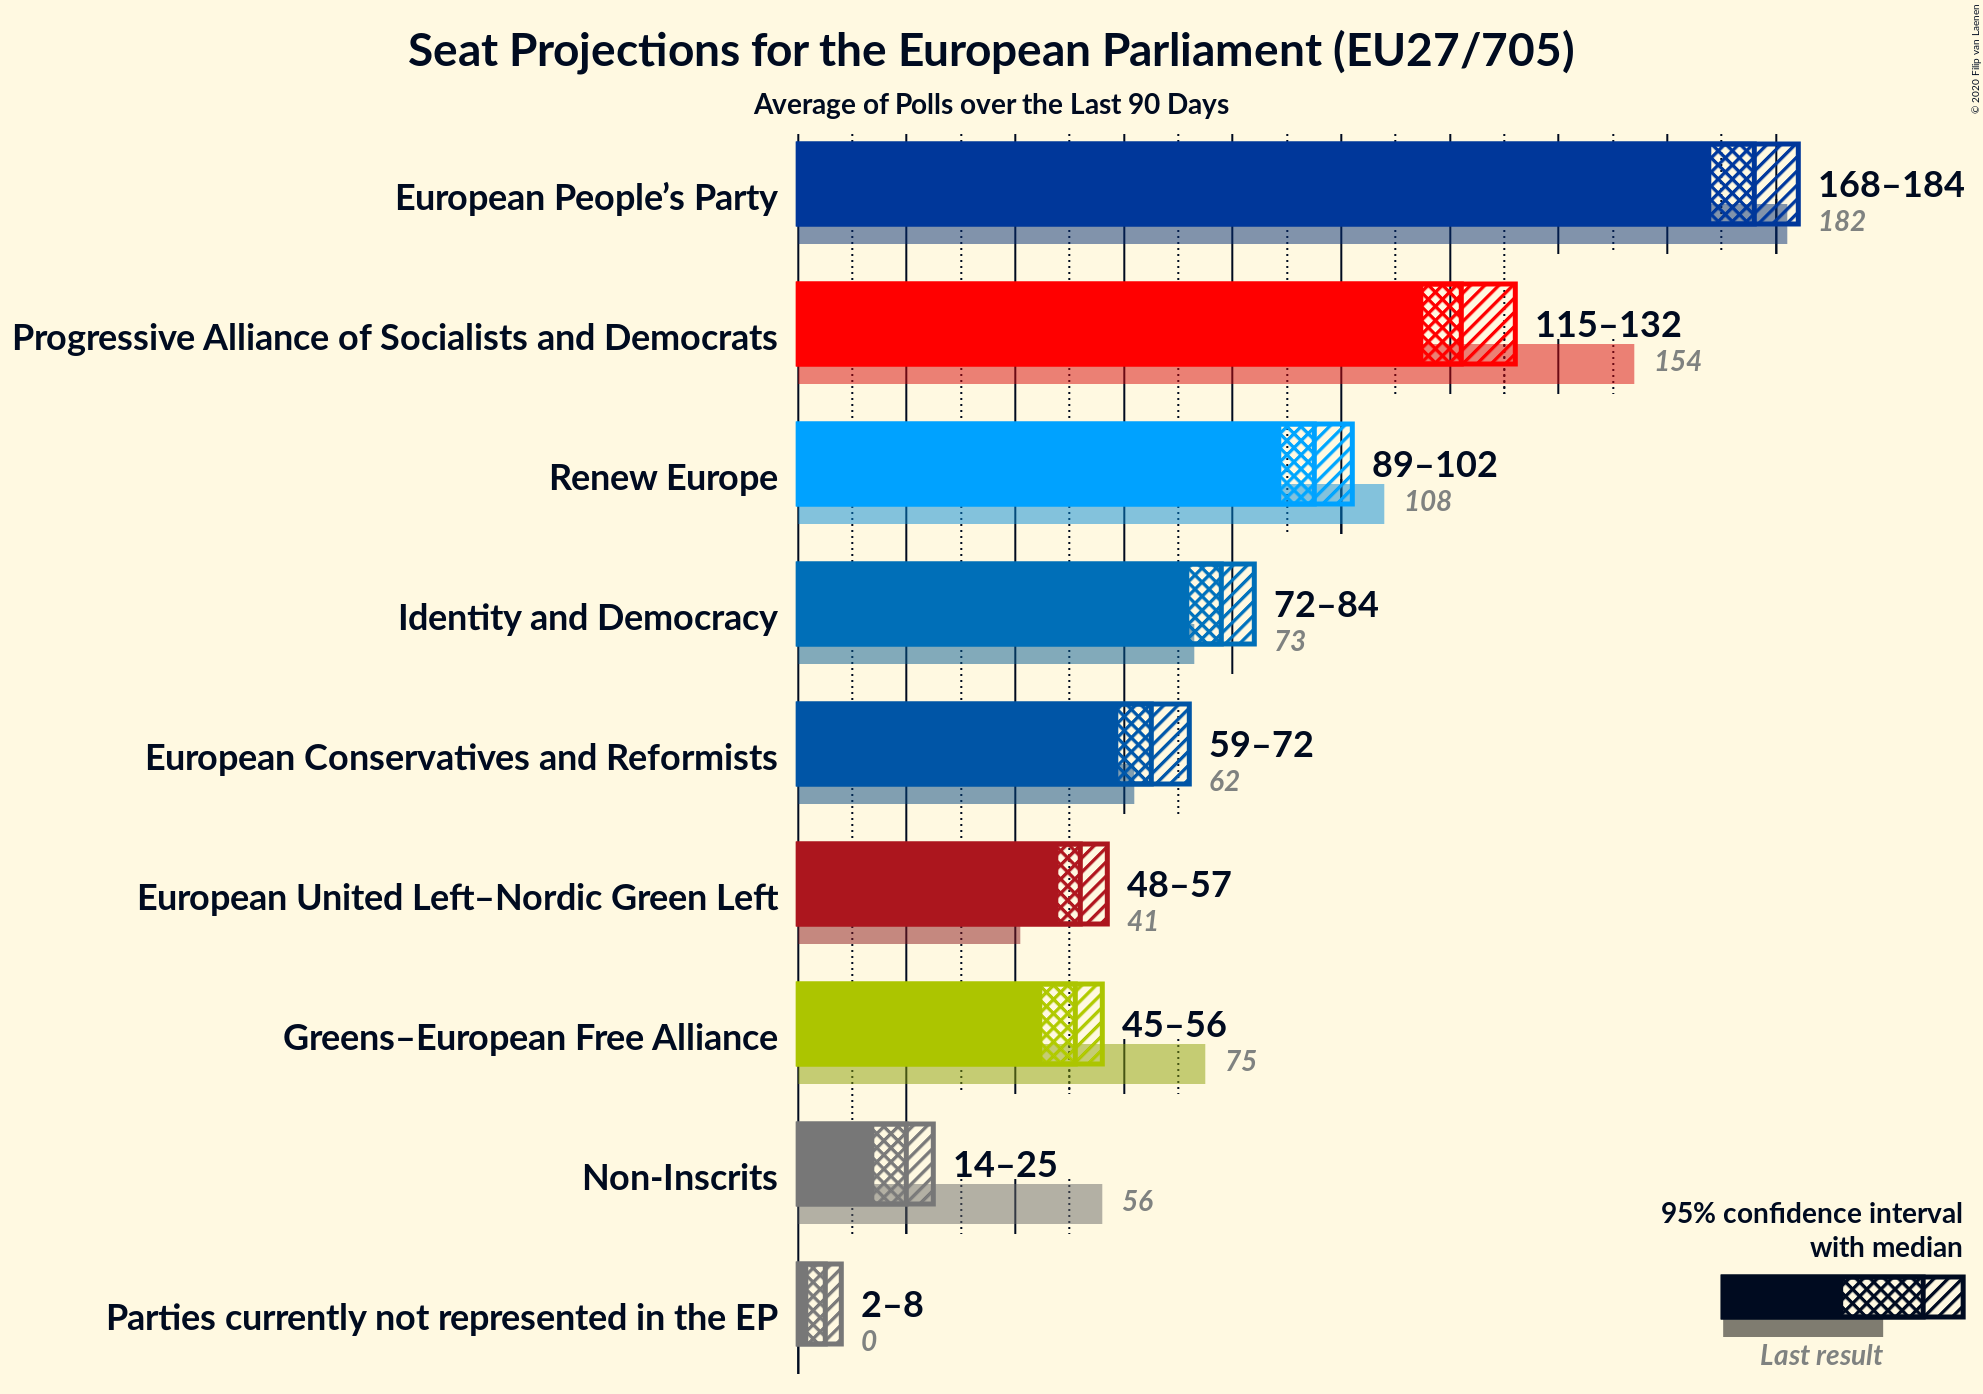 Seat Projections for the European Parliament (EU27/705)
Average of Polls over the Last 90 Days
© 2020 Filip van Laenen
European People’s Party
168–184
182
Progressive Alliance of Socialists and Democrats
115–132
154
Renew Europe
89–102
108
Identity and Democracy
72–84
73
European Conservatives and Reformists
59–72
62
European United Left–Nordic Green Left
48–57
41
Greens–European Free Alliance
45–56
75
Non-Inscrits
14–25
56
Parties currently not represented in the EP
2–8
0
95% confidence interval
with median
Last result